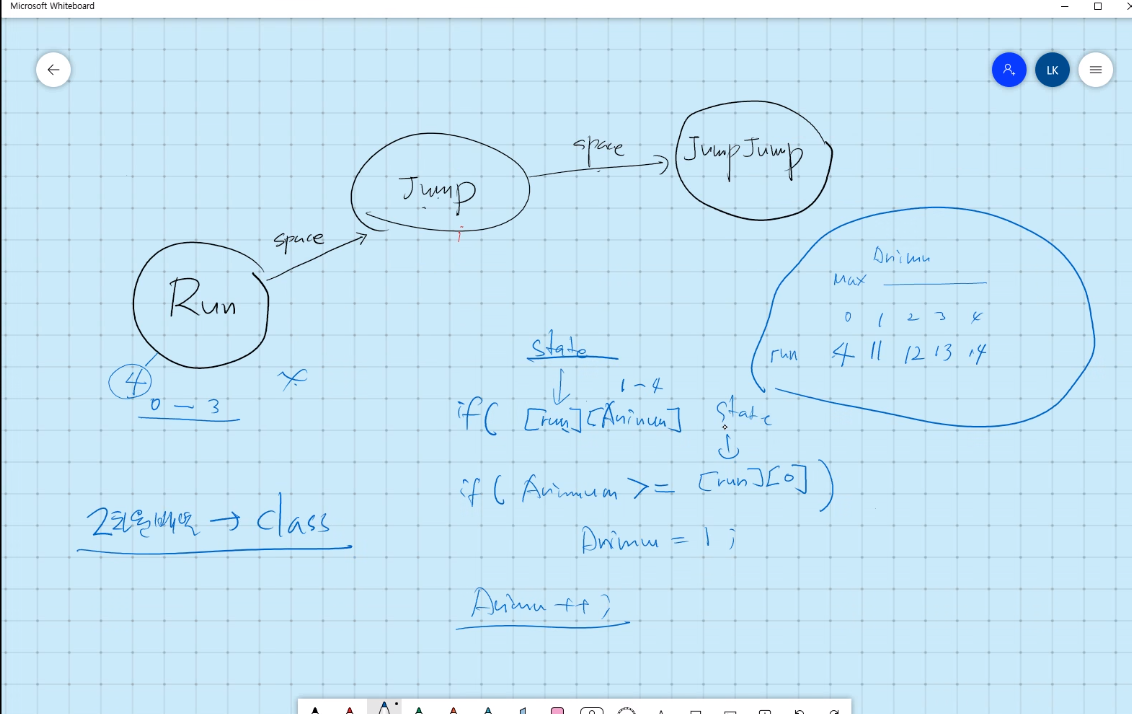 Microsoft Whiteboard
LK
space
JumpJump
Jump
space
Run
Animu
Max
0 1 2 3 4
run 4 11 12 13 14
state
4
0 - 3
1 - 4
if( [run][Aninum]
state
if( Animum >= [run][0] )
2차원배열 → class
Animu = 1 ;
Animu ++ ;